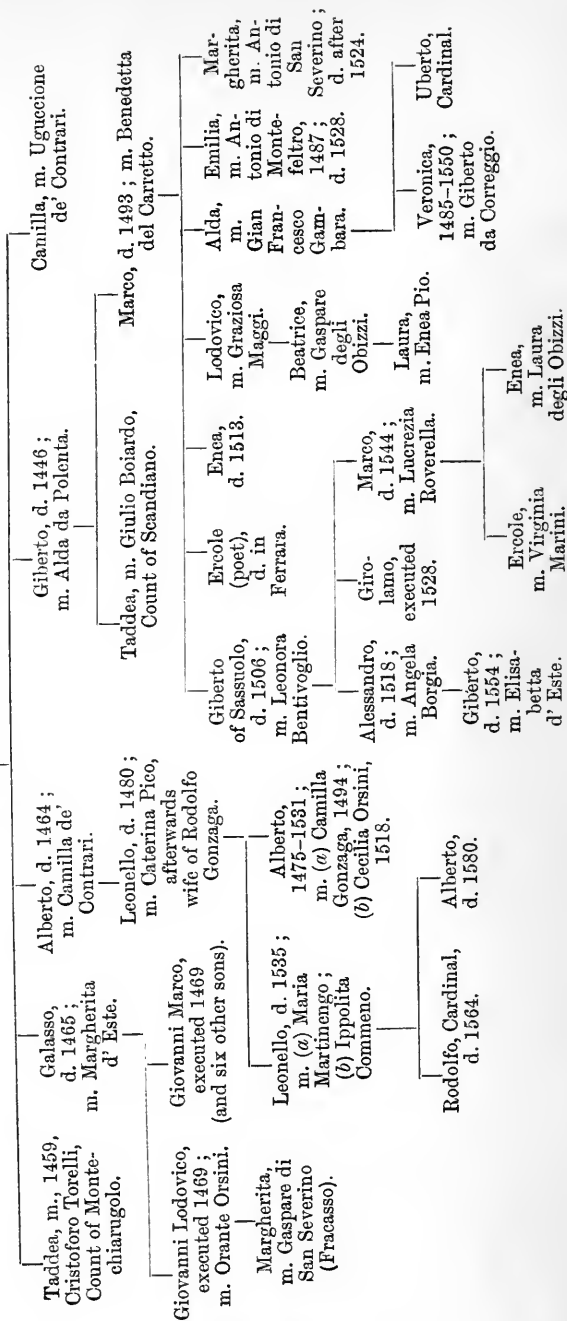 Taddea, m., 1459,
Cristoforo Torelli,
Count of Monte-
chiarugolo.
Galasso,
d. 1465 ;
m. Margherita
d' Este.
Alberto, d. 1464 ;
m. Camilla de'
Contrari.
Giberto, d. 1446 ;
m. Alda da Polenta.
Camilla, m. Uguccione
de' Contrari.
Giovanni Lodovico,
executed 1469 ;
m. Orante Orsini.
Giovanni Marco,
executed 1469
(and six other sons).
Leonello, d. 1480 ;
m. Caterina Pico,
afterwards
wife of Rodolfo
Gonzaga.
Taddea, m. Giulio Boiardo,
Count of Scandiano.
Marco, d. 1493 ; m. Benedetta
del Carretto.
Margherita,
m. Gaspare di
San Severino
(Fracasso).
Leonello, d. 1535 ;
m. (a) Maria
Martinengo ;
(b) Ippolita
Commeno.
Alberto,
1475–1531 ;
m. (a) Camilla
Gonzaga, 1494 ;
(b) Cecilia Orsini,
1518.
Giberto
of Sassuolo,
d. 1506 ;
m. Leonora
Bentivoglio.
Ercole
(poet),
d. in
Ferrara.
Enea,
d. 1513.
Lodovico,
m. Graziosa
Maggi.
Alda,
m.
Gian
Fran-
cesco
Gam-
bara.
Emilia,
m. An-
tonio di
Monte-
feltro,
1487 ;
d. 1528.
Mar-
gherita,
m. An-
tonio di
San
Severino ;
d. after
1524.
Rodolfo, Cardinal,
d. 1564.
Alberto,
d. 1580.
Alessandro,
d. 1518 ;
m. Angela
Borgia.
Giro-
lamo,
executed
1528.
Marco,
d. 1544 ;
m. Lucrezia
Roverella.
Beatrice,
m. Gaspare
degli
Obizzi.
Veronica,
1485–1550 ;
m. Giberto
da Correggio.
Uberto,
Cardinal.
Giberto,
d. 1554 ;
m. Elisa-
betta
d' Este.
Ercole,
m. Virginia
Marini.
Enea,
m. Laura
degli Obizzi.
Laura,
m. Enea Pio.